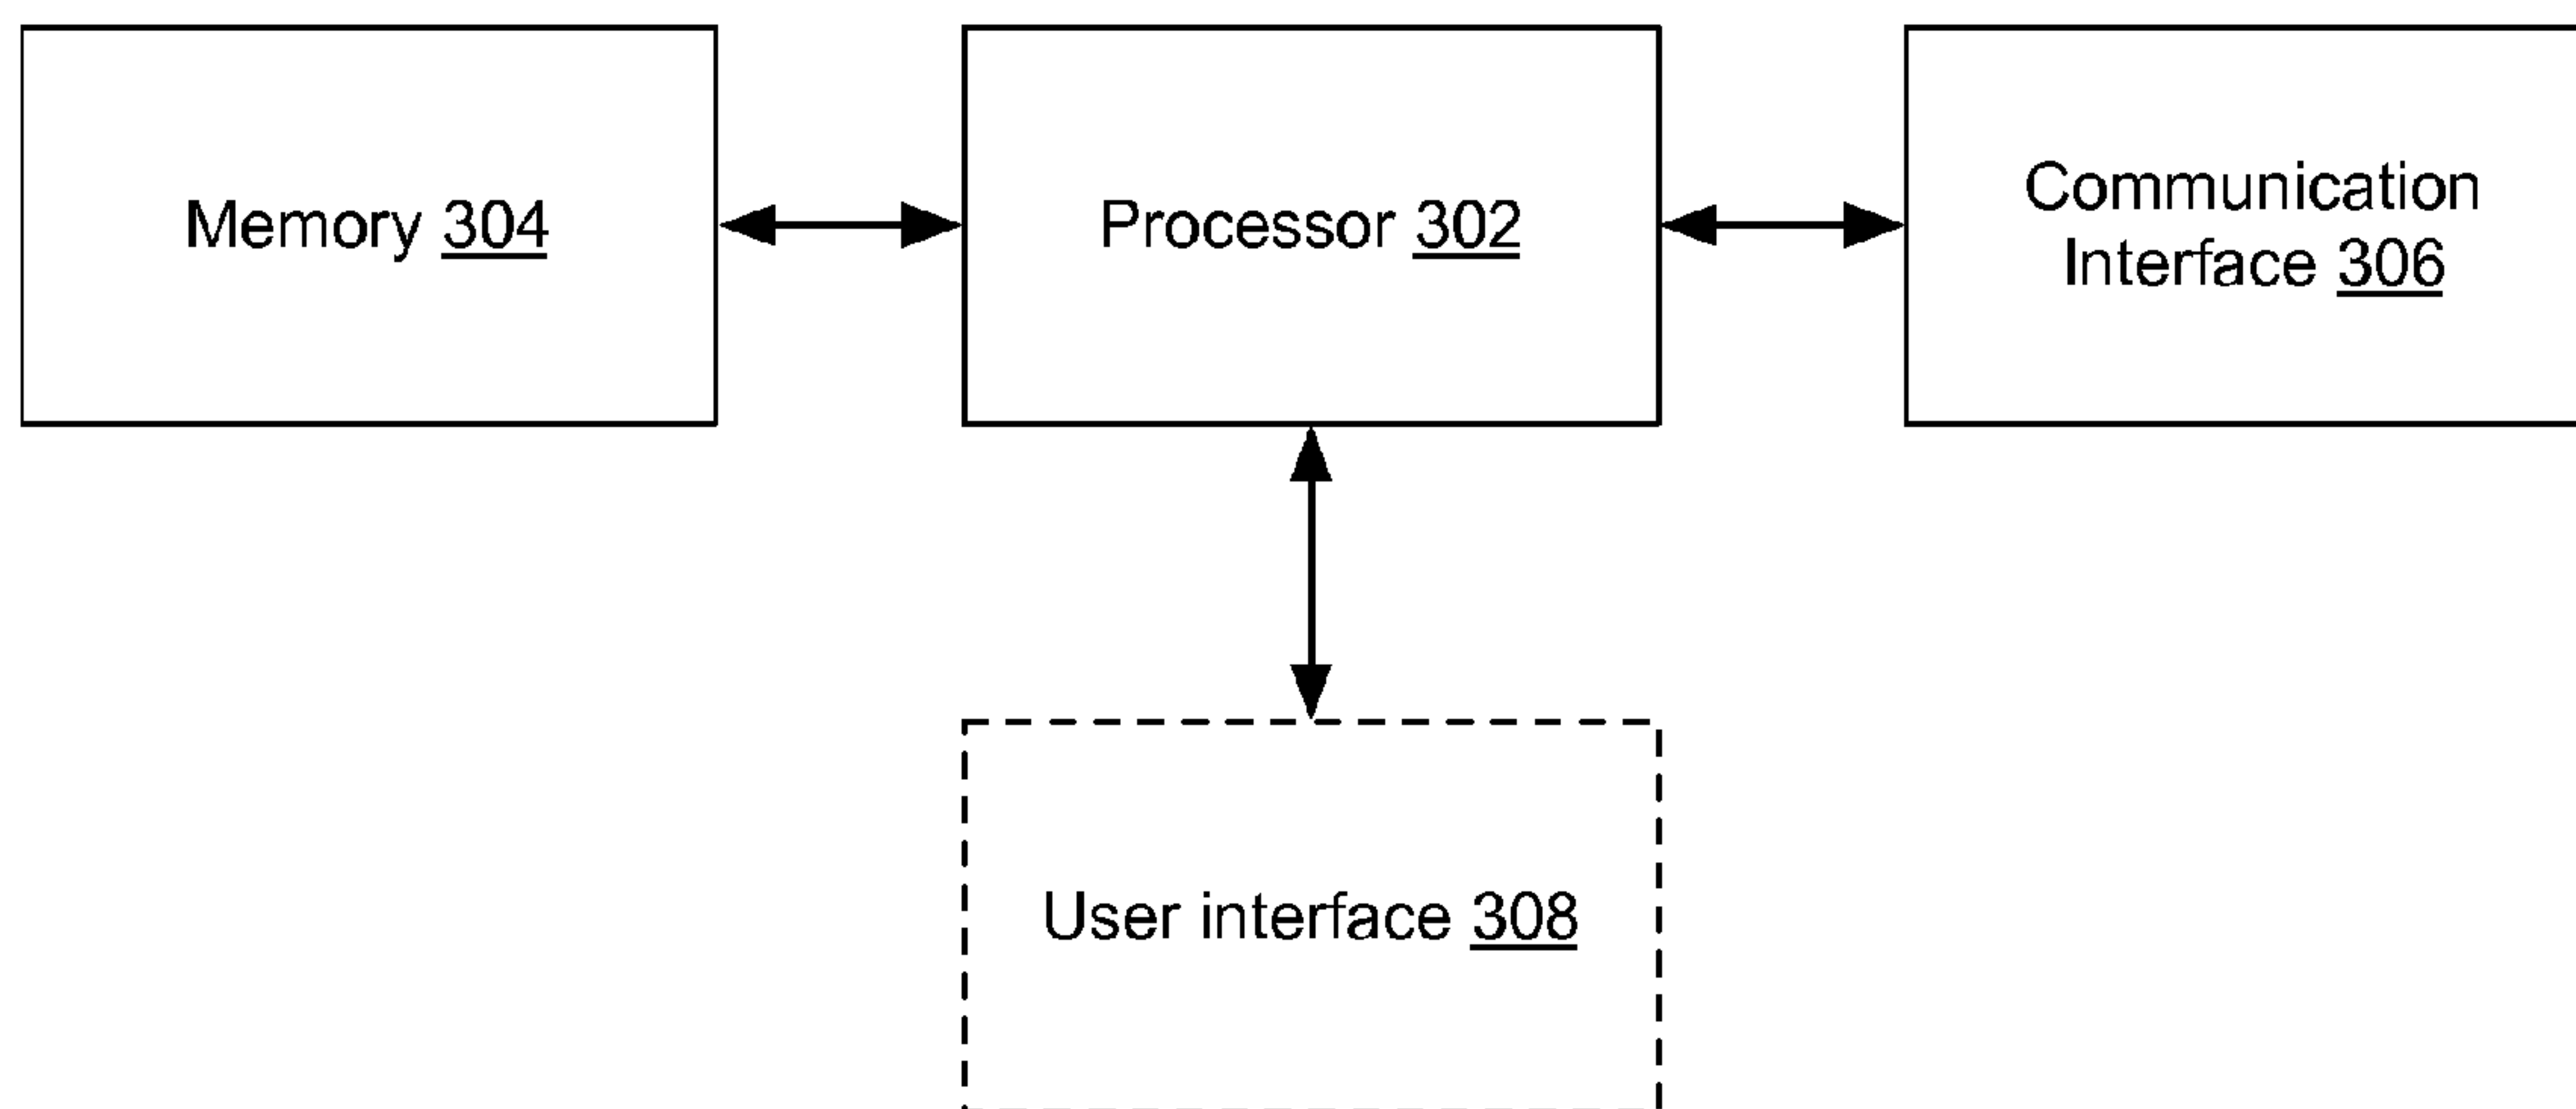 Memory 304
Processor 302
Communication
Interface 306
User interface 308